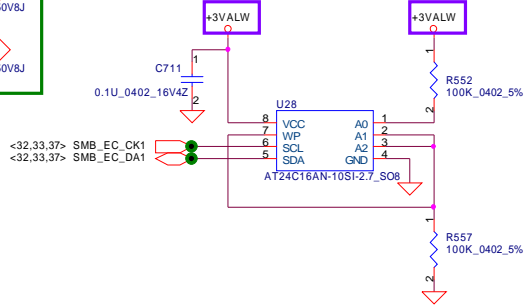 50V8J
50V8J
+3VALW
+3VALW
C711
1
2
0.1U_0402_16V4Z
1
R552
100K_0402_5%
2
U28
8 VCC A0 1
7 WP A1 2
6 SCL A2 3
5 SDA GND 4
AT24C16AN-10SI-2.7_SO8
<32,33,37> SMB_EC_CK1
<32,33,37> SMB_EC_DA1
1
R557
100K_0402_5%
2